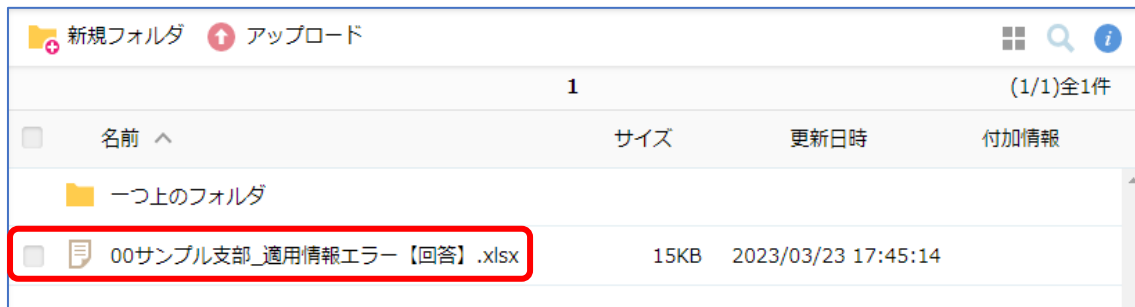 新規フォルダ アップロード
1 (1/1)全1件
名前 サイズ 更新日時 付加情報
一つ上のフォルダ
00サンプル支部_適用情報エラー【回答】.xlsx 15KB 2023/03/23 17:45:14